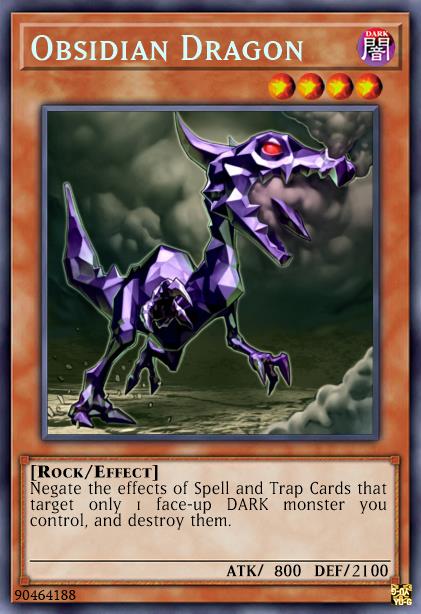 OBSIDIAN DRAGON
DARK
闇
[ROCK/EFFECT]
Negate the effects of Spell and Trap Cards that
target only 1 face-up DARK monster you
control, and destroy them.
ATK/ 800 DEF/2100
90464188